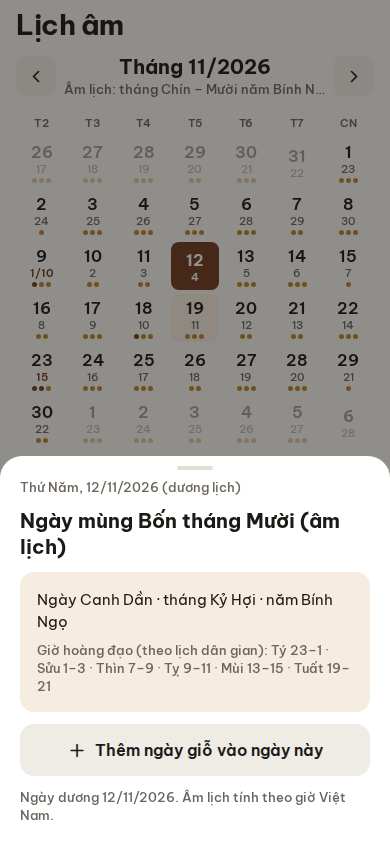 Lịch âm
Tháng 11/2026
Âm lịch: tháng Chín – Mười năm Bính N...
T2 T3 T4 T5 T6 T7 CN
26 27 28 29 30 31 1
17 18 19 20 21 22 23
2 3 4 5 6 7 8
24 25 26 27 28 29 30
9 10 11 12 13 14 15
1/10 2 3 4 5 6 7
16 17 18 19 20 21 22
8 9 10 11 12 13 14
23 24 25 26 27 28 29
15 16 17 18 19 20 21
30 1 2 3 4 5 6
22 23 24 25 26 27 28
Thứ Năm, 12/11/2026 (dương lịch)
Ngày mùng Bốn tháng Mười (âm
lịch)
Ngày Canh Dần · tháng Kỷ Hợi · năm Bính
Ngọ
Giờ hoàng đạo (theo lịch dân gian): Tý 23–1 ·
Sửu 1–3 · Thìn 7–9 · Tỵ 9–11 · Mùi 13–15 · Tuất 19–
21
+ Thêm ngày giỗ vào ngày này
Ngày dương 12/11/2026. Âm lịch tính theo giờ Việt
Nam.